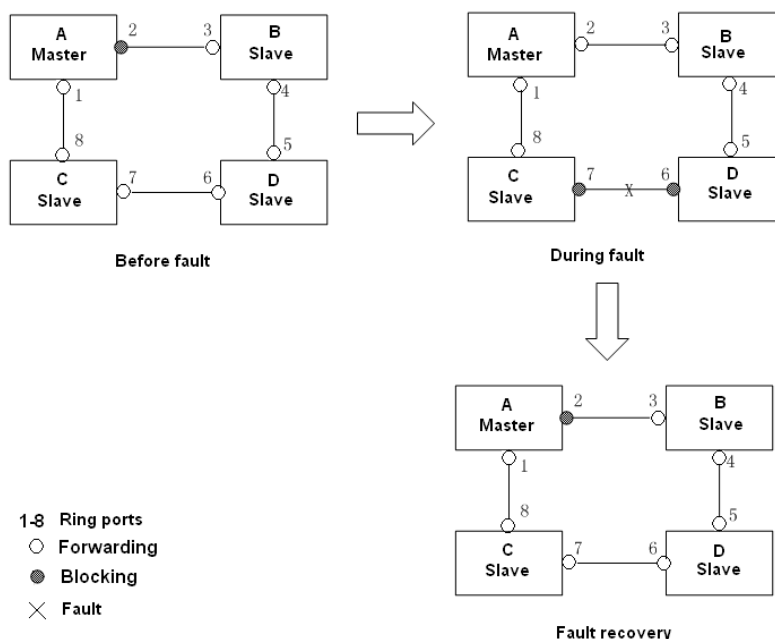 A
Master
2
3
B
Slave
1
4
8
5
C
Slave
7
6
D
Slave
Before fault
A
Master
2
3
B
Slave
1
4
8
5
C
Slave
7
X
6
D
Slave
During fault
A
Master
2
3
B
Slave
1
4
8
5
C
Slave
7
6
D
Slave
Fault recovery
1-8 Ring ports
Forwarding
Blocking
Fault